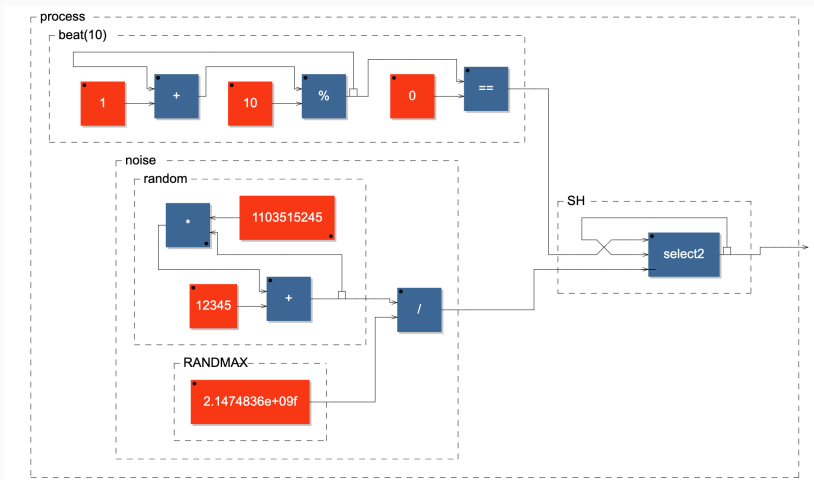 process
beat(10)
1
+
10
%
0
==
noise
random
*
1103515245
12345
+
/
RANDMAX
2.1474836e+09f
SH
select2